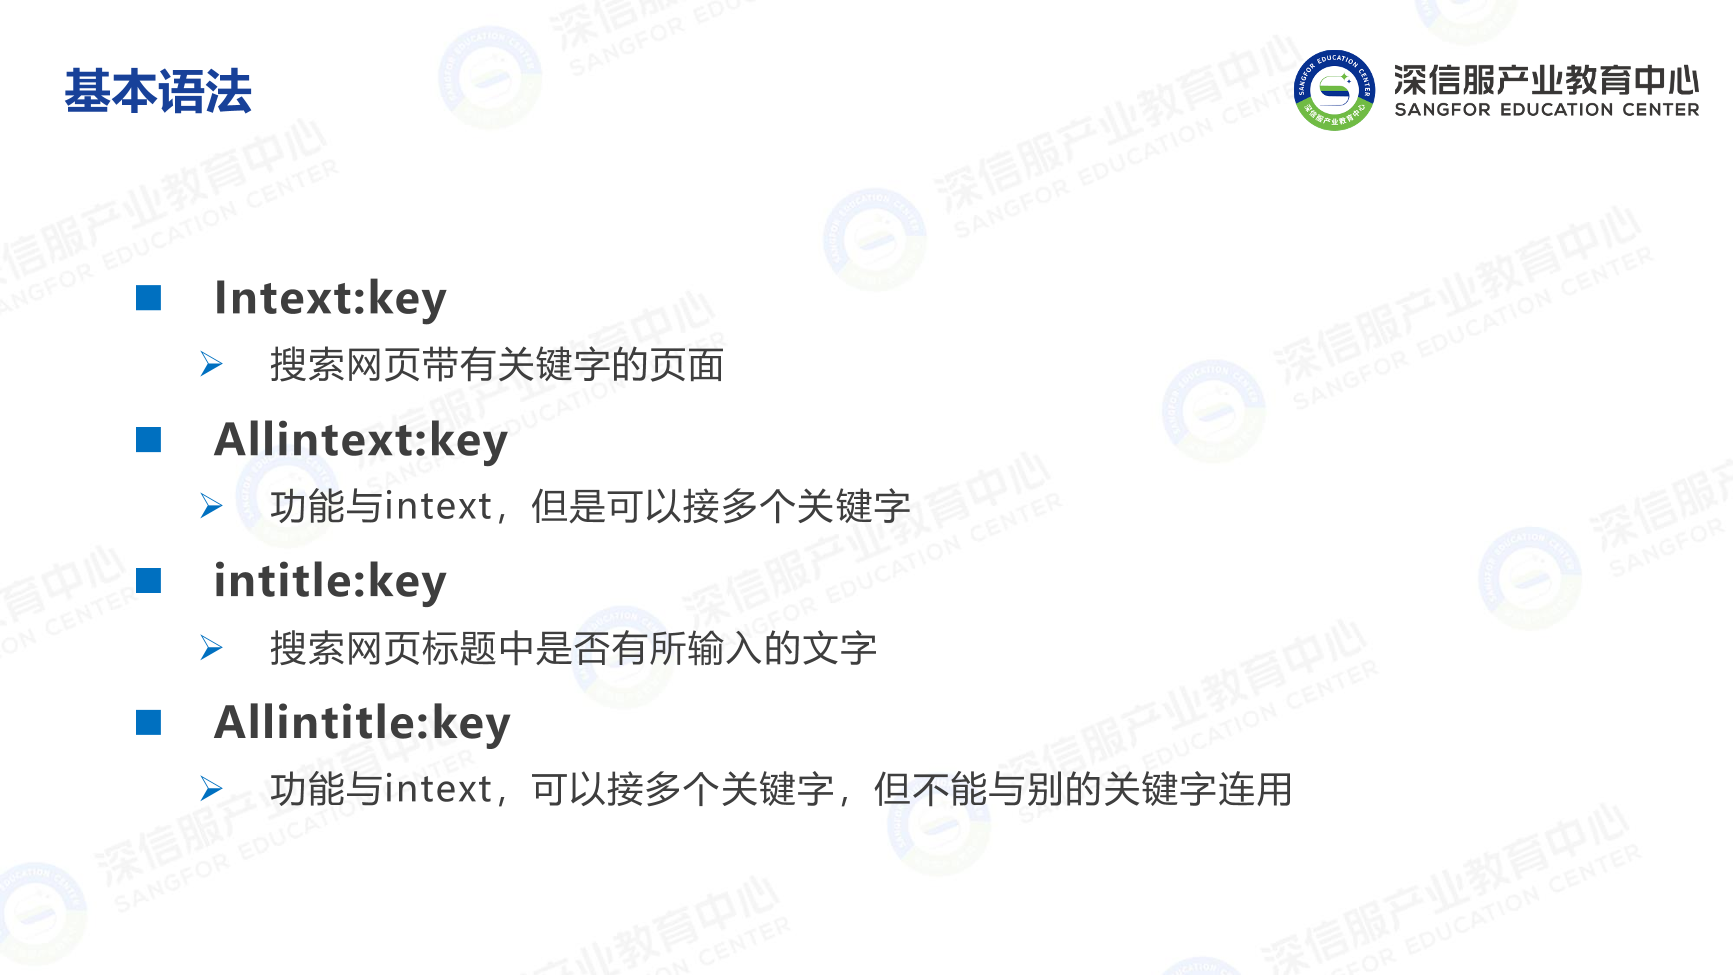 基本语法
深信服产业教育中心
SANGFOR EDUCATION CENTER
Intext:key
搜索网页带有关键字的页面
Allintext:key
功能与intext，但是可以接多个关键字
intitle:key
搜索网页标题中是否有所输入的文字
Allintitle:key
功能与intext，可以接多个关键字，但不能与别的关键字连用